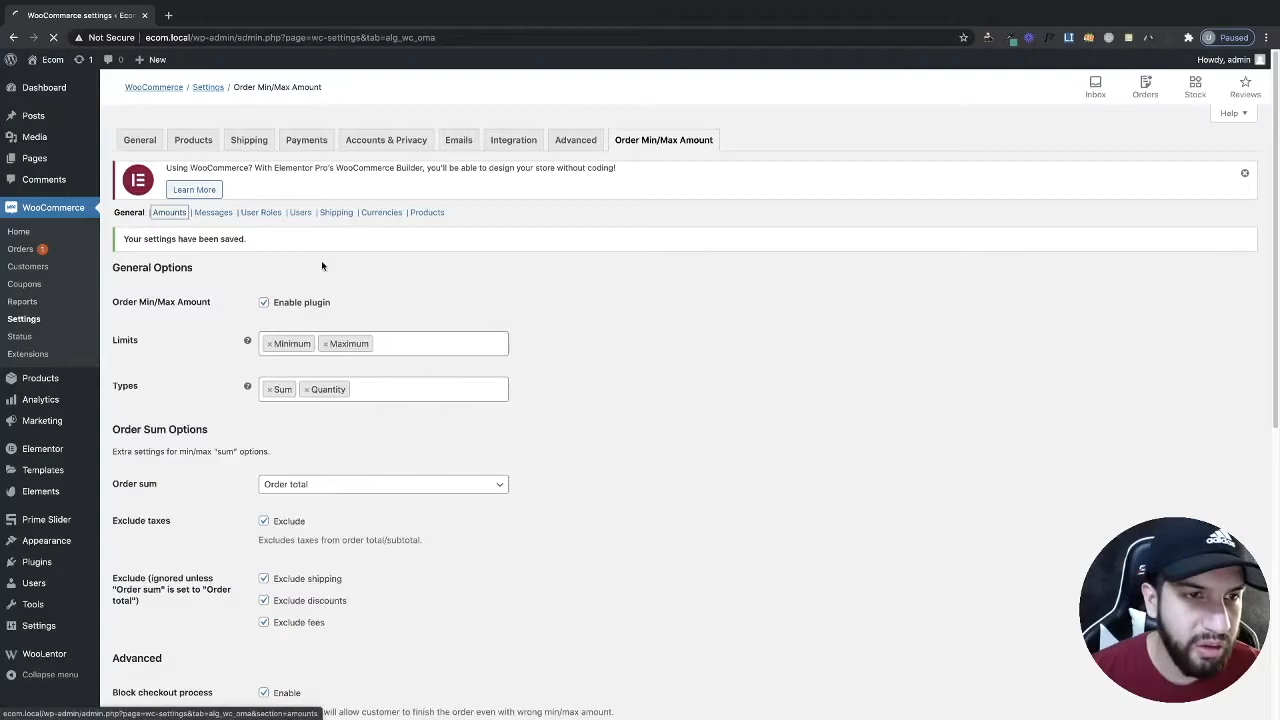 WooCommerce settings ‹ Ecom
Not Secure
ecom.local/wp-admin/admin.php?page=wc-settings&tab=alg_wc_oma
Paused
Ecom
1
0
New
Howdy, admin
Dashboard
Posts
Media
Pages
Comments
WooCommerce
Home
Orders 1
Customers
Coupons
Reports
Settings
Status
Extensions
Products
Analytics
Marketing
Elementor
Templates
Elements
Prime Slider
Appearance
Plugins
Users
Tools
Settings
WooLentor
Collapse menu
WooCommerce / Settings / Order Min/Max Amount
Inbox
Orders
Stock
Reviews
Help
General
Products
Shipping
Payments
Accounts & Privacy
Emails
Integration
Advanced
Order Min/Max Amount
Using WooCommerce? With Elementor Pro's WooCommerce Builder, you'll be able to design your store without coding!
Learn More
General | Amounts | Messages | User Roles | Users | Shipping | Currencies | Products
Your settings have been saved.
General Options
Order Min/Max Amount
Enable plugin
Limits
× Minimum × Maximum
Types
× Sum × Quantity
Order Sum Options
Extra settings for min/max "sum" options.
Order sum
Order total
Exclude taxes
Exclude
Excludes taxes from order total/subtotal.
Exclude (ignored unless
"Order sum" is set to "Order
total")
Exclude shipping
Exclude discounts
Exclude fees
Advanced
Block checkout process
Enable
will allow customer to finish the order even with wrong min/max amount.
ecom.local/wp-admin/admin.php?page=wc-settings&tab=alg_wc_oma&section=amounts
adidas